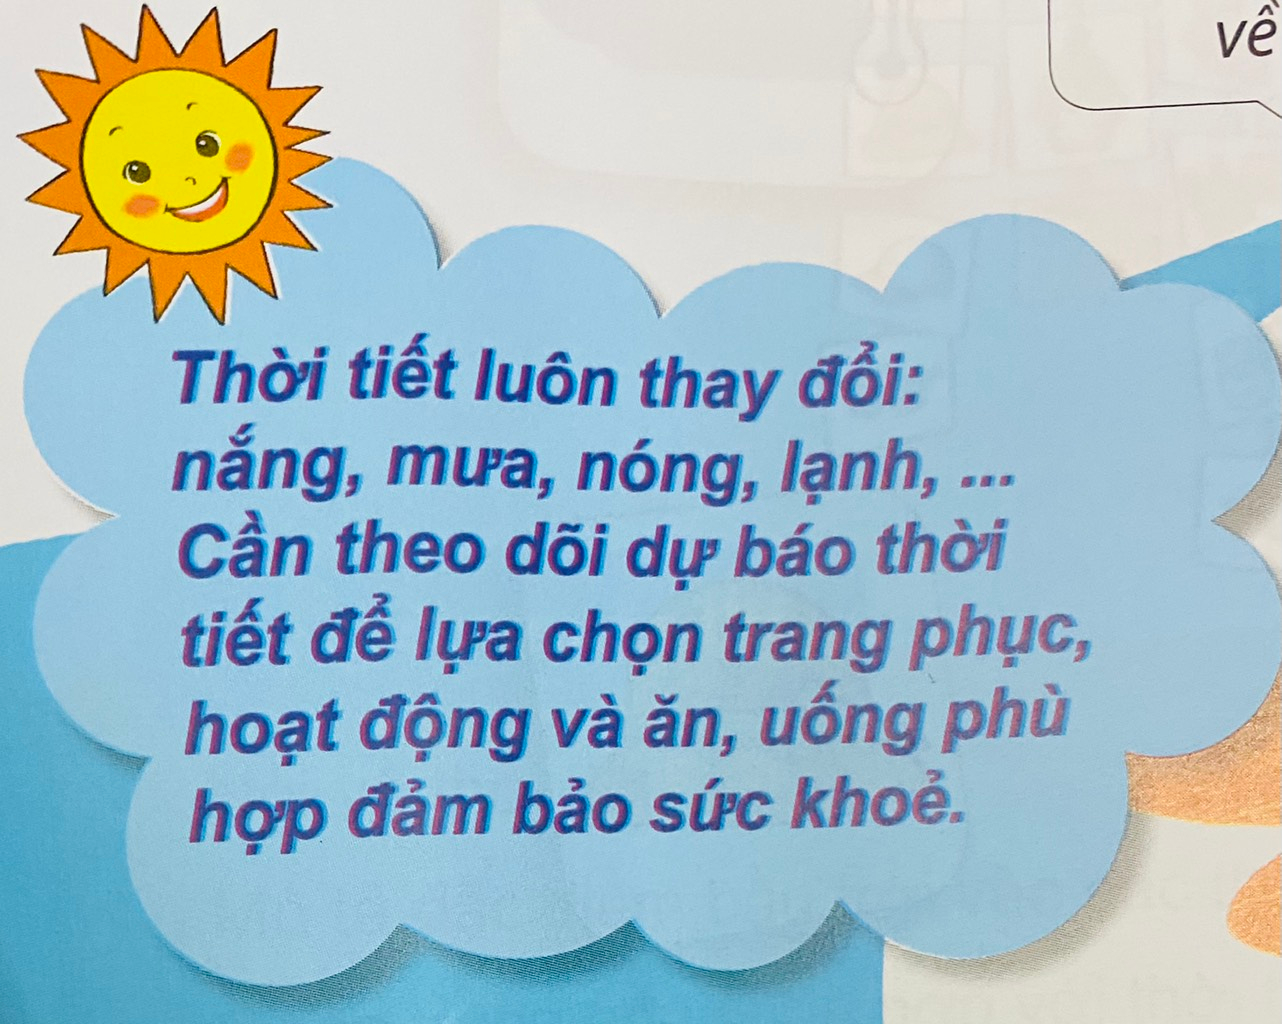 về
Thời tiết luôn thay đổi:
nắng, mưa, nóng, lạnh, ...
Cần theo dõi dự báo thời
tiết để lựa chọn trang phục,
hoạt động và ăn, uống phù
hợp đảm bảo sức khoẻ.